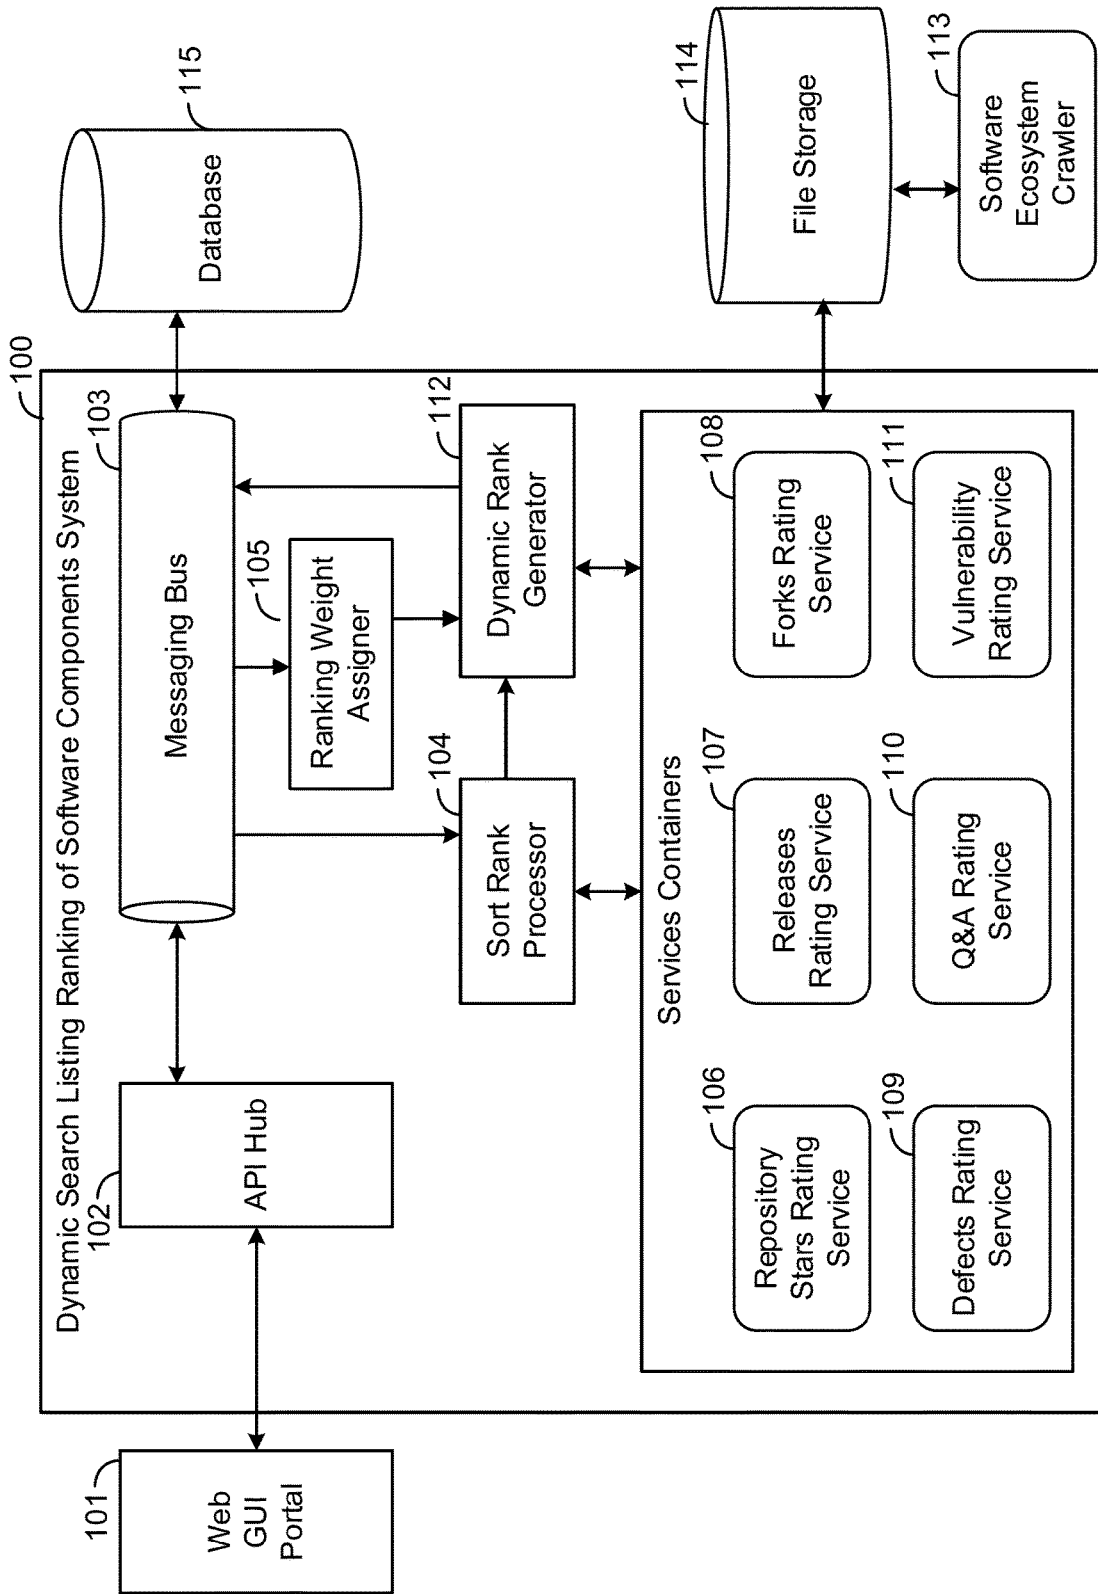 100
Dynamic Search Listing Ranking of Software Components System
101
Web
GUI
Portal
102
API Hub
103
Messaging Bus
115
Database
105
Ranking Weight
Assigner
104
Sort Rank
Processor
112
Dynamic Rank
Generator
Services Containers
106
Repository
Stars Rating
Service
107
Releases
Rating Service
108
Forks Rating
Service
109
Defects Rating
Service
110
Q&A Rating
Service
111
Vulnerability
Rating Service
114
File Storage
113
Software
Ecosystem
Crawler